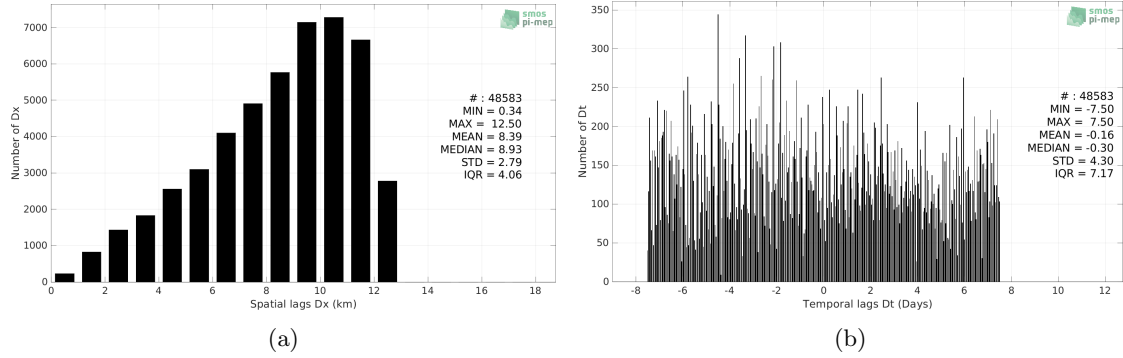 7000
6000
5000
4000
3000
2000
1000
0
Number of Dx
0 2 4 6 8 10 12 14 16 18
Spatial lags Dx (km)
smos
pi-mep
# : 48583
MIN = 0.34
MAX = 12.50
MEAN = 8.39
MEDIAN = 8.93
STD = 2.79
IQR = 4.06
(a)
350
300
250
200
150
100
50
0
Number of Dt
-8 -6 -4 -2 0 2 4 6 8 10 12
Temporal lags Dt (Days)
smos
pi-mep
# : 48583
MIN = -7.50
MAX = 7.50
MEAN = -0.16
MEDIAN = -0.30
STD = 4.30
IQR = 7.17
(b)